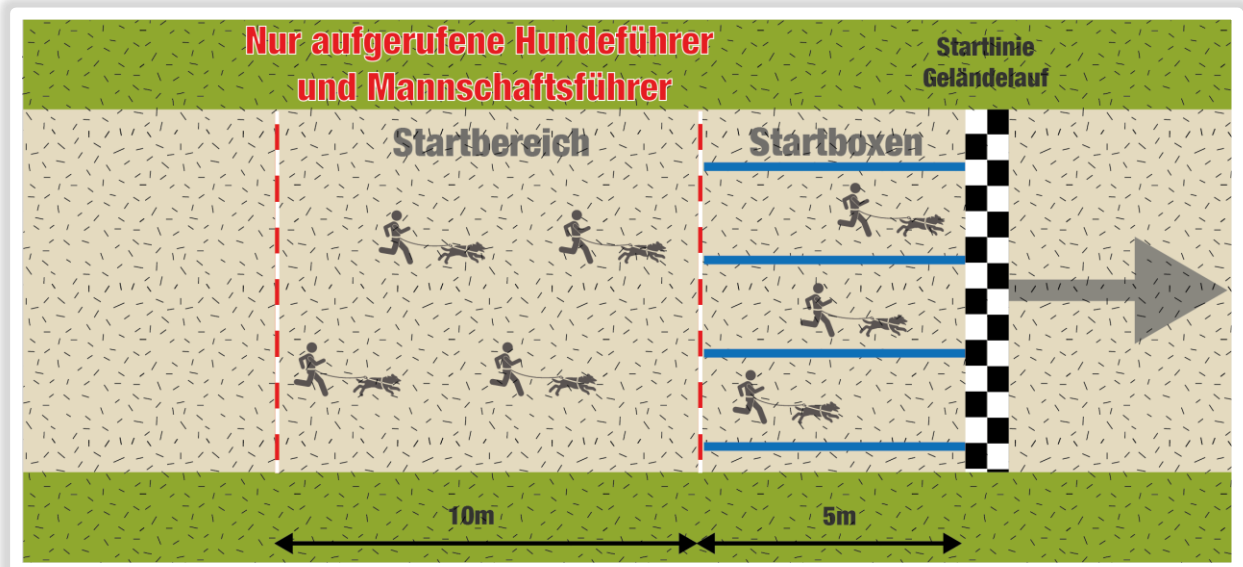 Nur aufgerufene Hundeführer
und Mannschaftsführer
Startlinie
Geländelauf
Startbereich
Startboxen
10m
5m